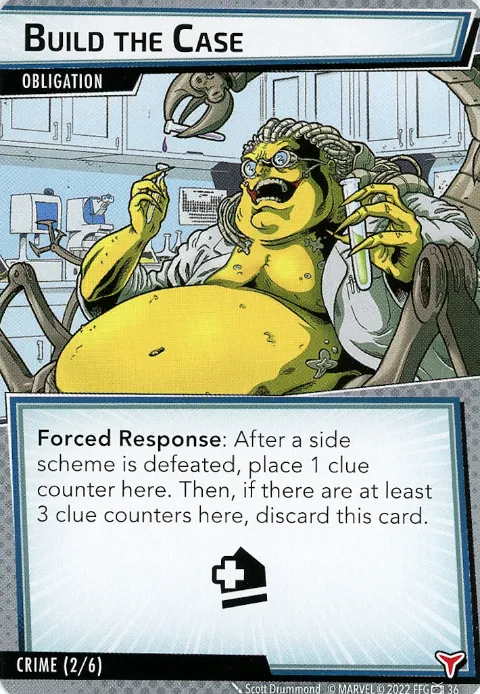 BUILD THE CASE
OBLIGATION
Forced Response: After a side
scheme is defeated, place 1 clue
counter here. Then, if there are at least
3 clue counters here, discard this card.
CRIME (2/6)
Scott Drummond © MARVEL © 2022 FFG 36